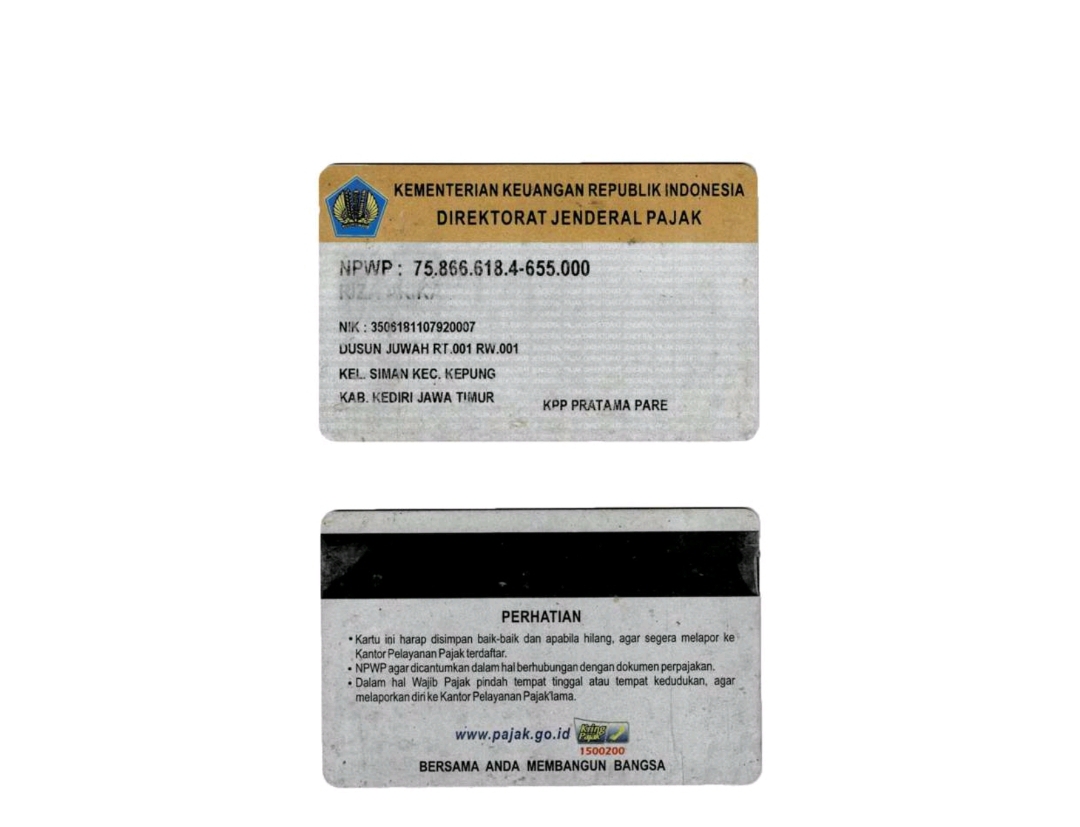 KEMENTERIAN KEUANGAN REPUBLIK INDONESIA
DIREKTORAT JENDERAL PAJAK
NPWP : 75.866.618.4-655.000
NIK : 3506181107920007
DUSUN JUWAH RT.001 RW.001
KEL. SIMAN KEC. KEPUNG
KAB. KEDIRI JAWA TIMUR
KPP PRATAMA PARE
PERHATIAN
• Kartu ini harap disimpan baik-baik dan apabila hilang, agar segera melapor ke
Kantor Pelayanan Pajak terdaftar.
• NPWP agar dicantumkan dalam hal berhubungan dengan dokumen perpajakan.
• Dalam hal Wajib Pajak pindah tempat tinggal atau tempat kedudukan, agar
melaporkan diri ke Kantor Pelayanan Pajak lama.
www.pajak.go.id
Kring
Pajak
1500200
BERSAMA ANDA MEMBANGUN BANGSA